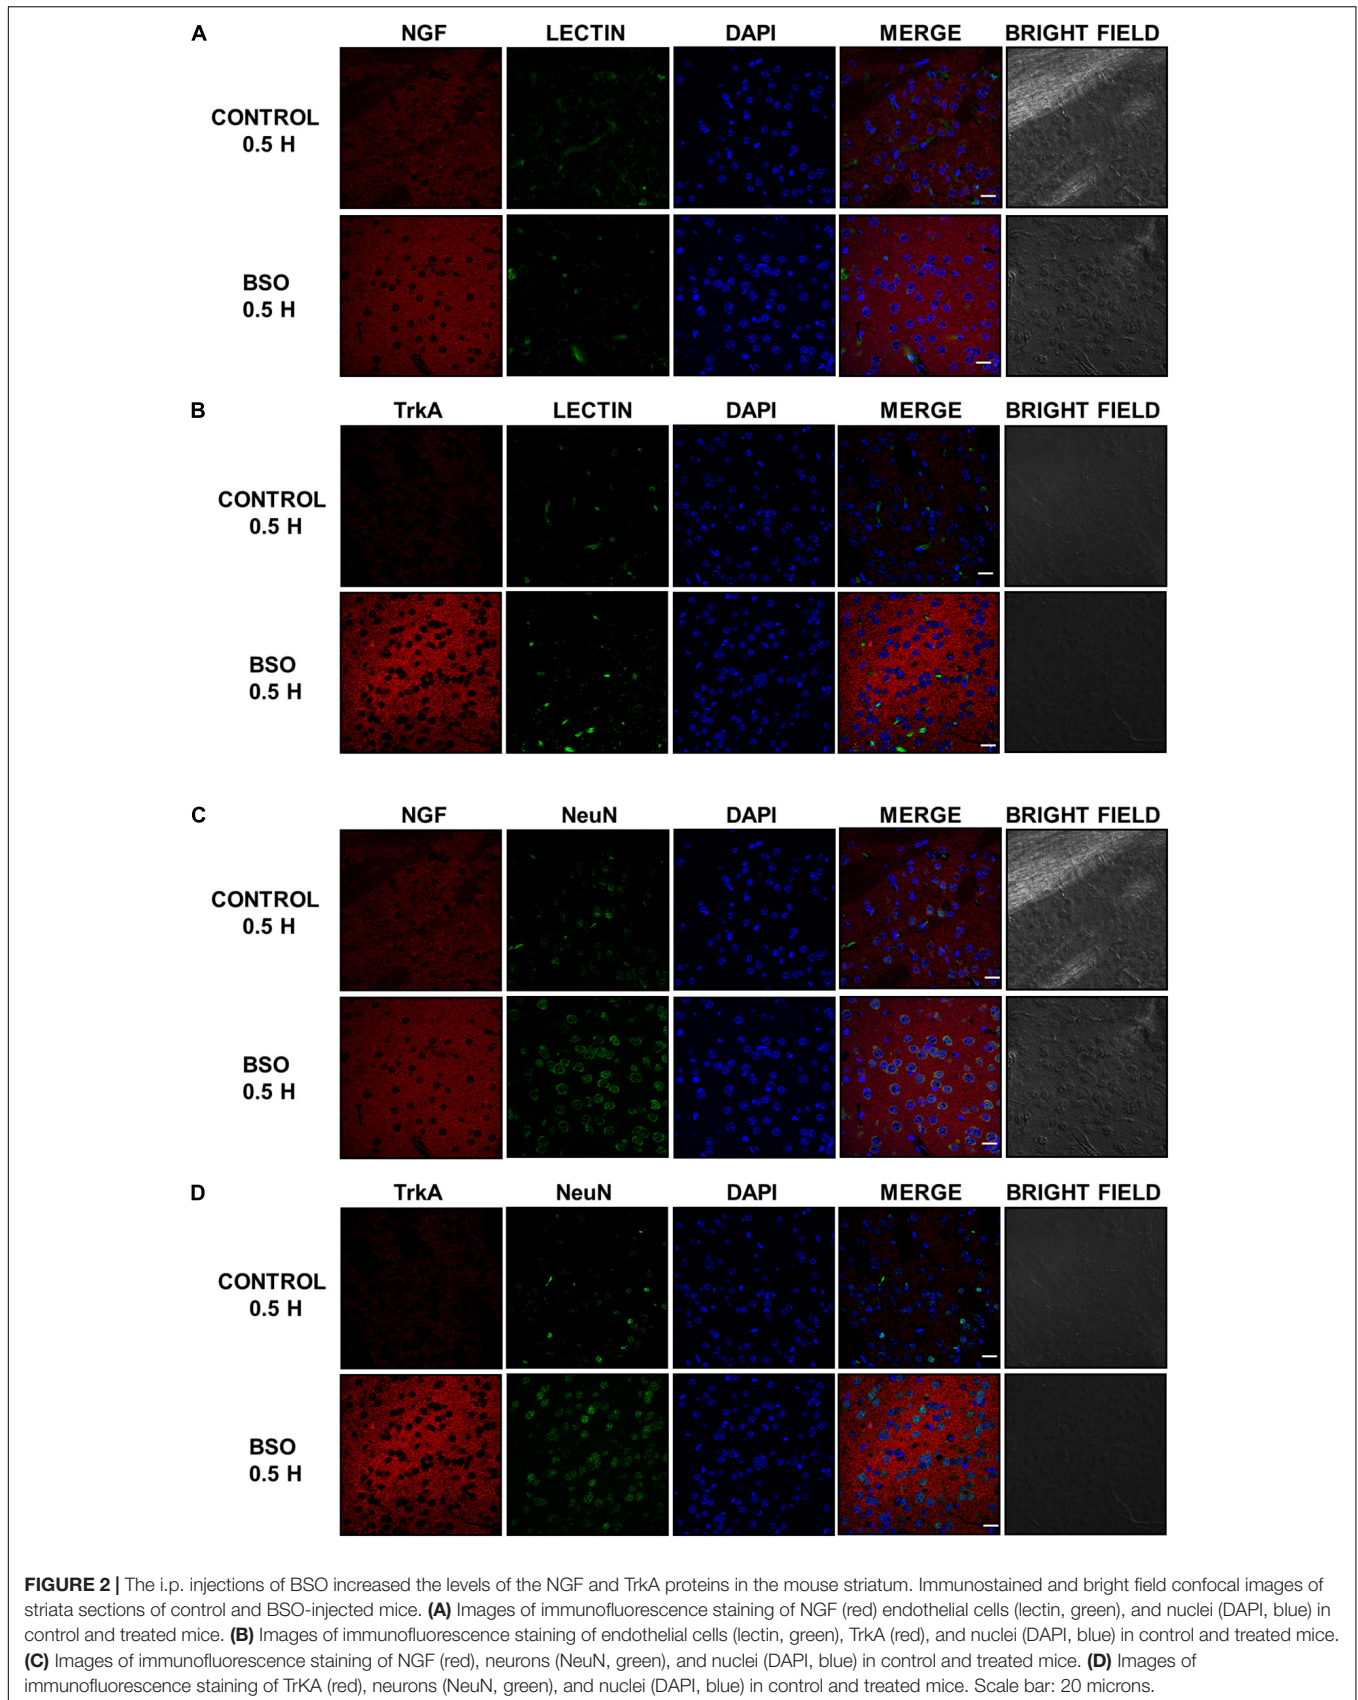 A NGF LECTIN DAPI MERGE BRIGHT FIELD
CONTROL
0.5 H
BSO
0.5 H
B TrkA LECTIN DAPI MERGE BRIGHT FIELD
CONTROL
0.5 H
BSO
0.5 H
C NGF NeuN DAPI MERGE BRIGHT FIELD
CONTROL
0.5 H
BSO
0.5 H
D TrkA NeuN DAPI MERGE BRIGHT FIELD
CONTROL
0.5 H
BSO
0.5 H
FIGURE 2 | The i.p. injections of BSO increased the levels of the NGF and TrkA proteins in the mouse striatum. Immunostained and bright field confocal images of
striata sections of control and BSO-injected mice. (A) Images of immunofluorescence staining of NGF (red) endothelial cells (lectin, green), and nuclei (DAPI, blue) in
control and treated mice. (B) Images of immunofluorescence staining of endothelial cells (lectin, green), TrkA (red), and nuclei (DAPI, blue) in control and treated mice.
(C) Images of immunofluorescence staining of NGF (red), neurons (NeuN, green), and nuclei (DAPI, blue) in control and treated mice. (D) Images of
immunofluorescence staining of TrKA (red), neurons (NeuN, green), and nuclei (DAPI, blue) in control and treated mice. Scale bar: 20 microns.